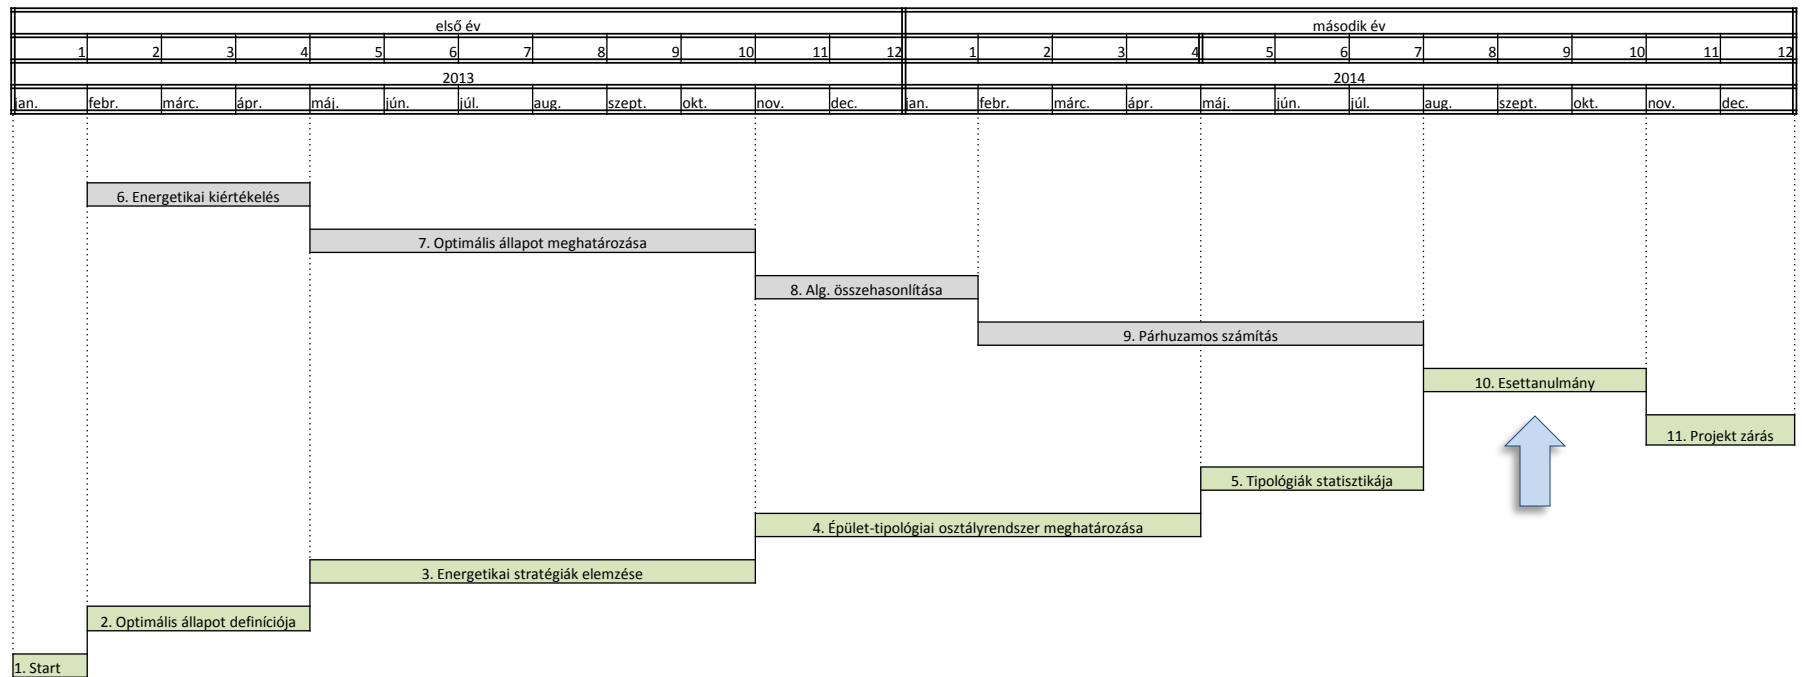 első év második év
1 2 3 4 5 6 7 8 9 10 11 12 1 2 3 4 5 6 7 8 9 10 11 12
2013 2014
jan. febr. márc. ápr. máj. jún. júl. aug. szept. okt. nov. dec. jan. febr. márc. ápr. máj. jún. júl. aug. szept. okt. nov. dec.
6. Energetikai kiértékelés
7. Optimális állapot meghatározása
8. Alg. összehasonlítása
9. Párhuzamos számítás
10. Esettanulmány
11. Projekt zárás
5. Tipológiák statisztikája
4. Épület-tipológiai osztályrendszer meghatározása
3. Energetikai stratégiák elemzése
2. Optimális állapot definíciója
1. Start